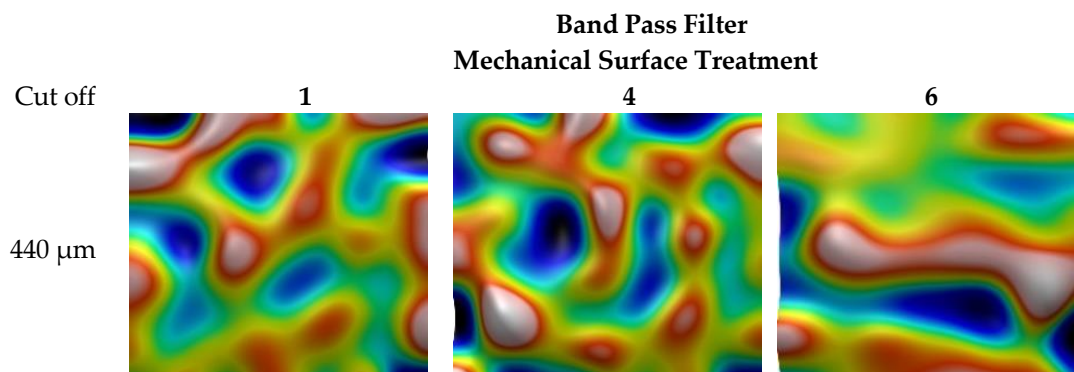 Band Pass Filter
Mechanical Surface Treatment
Cut off 1 4 6
440 μm